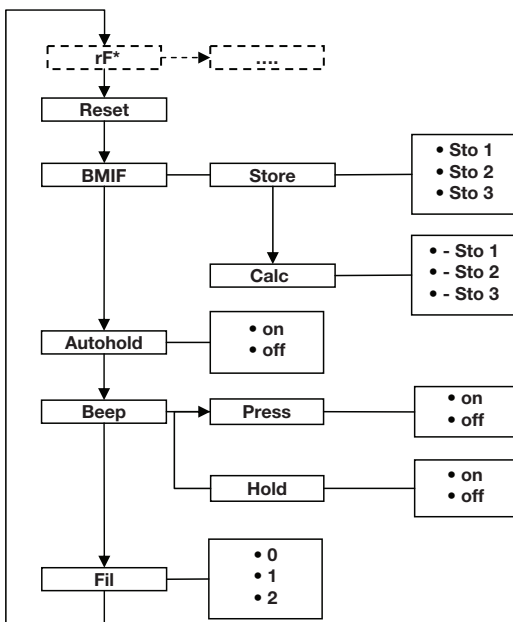 rF*
....
Reset
BMIF
Store
• Sto 1
• Sto 2
• Sto 3
Calc
• - Sto 1
• - Sto 2
• - Sto 3
Autohold
• on
• off
Beep
Press
• on
• off
Hold
• on
• off
Fil
• 0
• 1
• 2